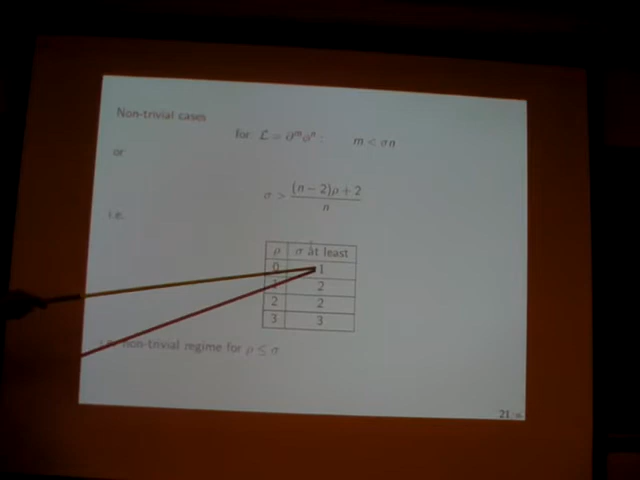 Non-trivial cases
for ℒ = ∂ᵐϕⁿ : m < σn
or
σ > ((n − 2)ρ + 2) / n
i.e.
ρ σ at least
0 1
1 2
2 2
3 3
non-trivial regime for ρ ≤ σ
21